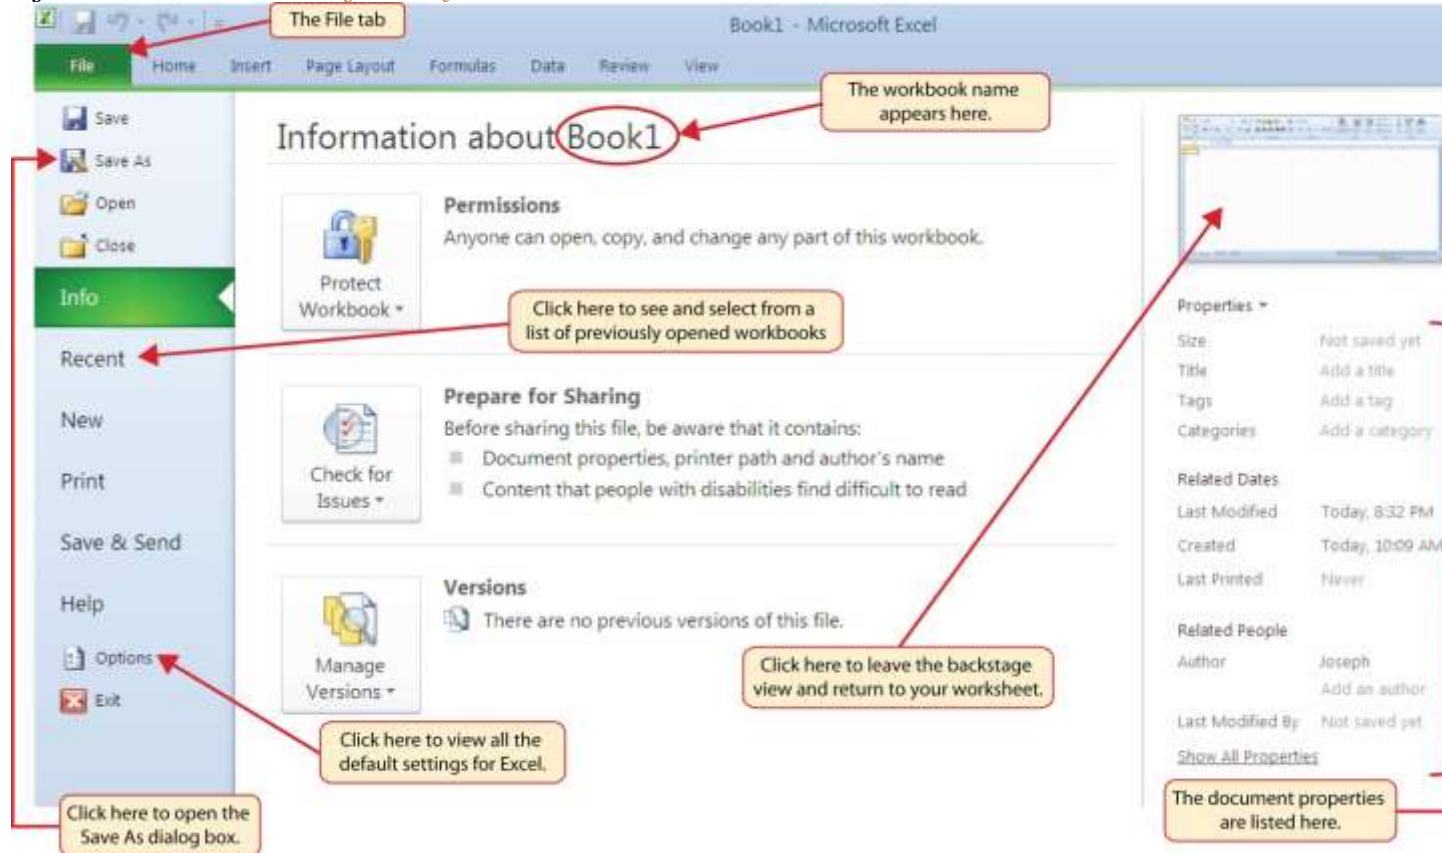 The File tab
Book1 - Microsoft Excel
File Home Insert Page Layout Formulas Data Review View
The workbook name
appears here.
Save
Save As
Open
Close
Info
Recent
New
Print
Save & Send
Help
Options
Exit
Information about Book1
Protect
Workbook
Permissions
Anyone can open, copy, and change any part of this workbook.
Click here to see and select from a
list of previously opened workbooks
Check for
Issues
Prepare for Sharing
Before sharing this file, be aware that it contains:
Document properties, printer path and author's name
Content that people with disabilities find difficult to read
Manage
Versions
Versions
There are no previous versions of this file.
Click here to leave the backstage
view and return to your worksheet.
Click here to view all the
default settings for Excel.
Click here to open the
Save As dialog box.
Properties
Size Not saved yet
Title Add a title
Tags Add a tag
Categories Add a category
Related Dates
Last Modified Today, 8:32 PM
Created Today, 10:09 AM
Last Printed Never
Related People
Author Joseph
Add an author
Last Modified By Not saved yet
Show All Properties
The document properties
are listed here.